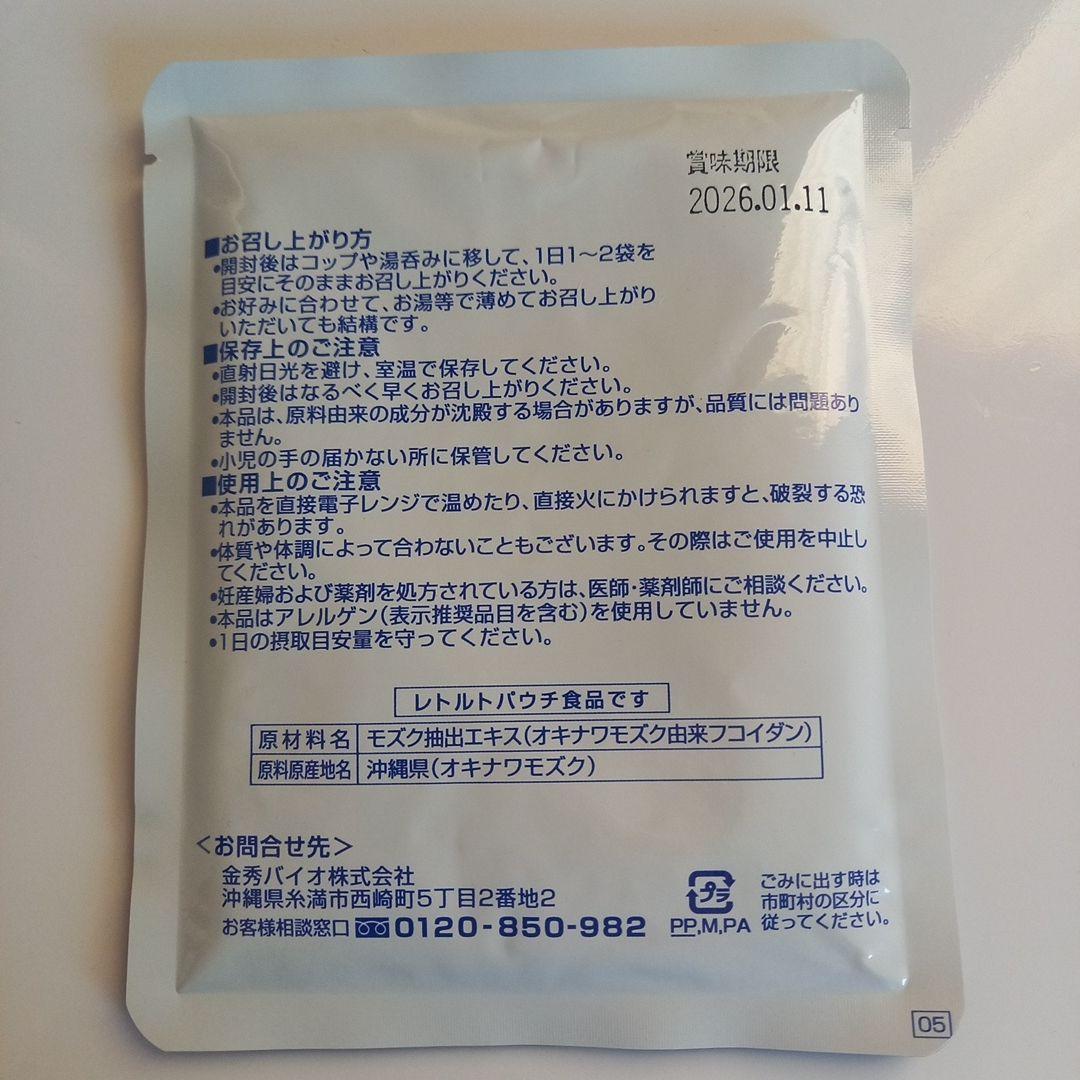 賞味期限
2026.01.11
■お召し上がり方
•開封後はコップや湯呑みに移して、1日1～2袋を
目安にそのままお召し上がりください。
•お好みに合わせて、お湯等で薄めてお召し上がり
いただいても結構です。
■保存上のご注意
•直射日光を避け、室温で保存してください。
•開封後はなるべく早くお召し上がりください。
•本品は、原料由来の成分が沈殿する場合がありますが、品質には問題あり
ません。
•小児の手の届かない所に保管してください。
■使用上のご注意
•本品を直接電子レンジで温めたり、直接火にかけられますと、破裂する恐
れがあります。
•体質や体調によって合わないこともございます。その際はご使用を中止し
てください。
•妊産婦および薬剤を処方されている方は、医師・薬剤師にご相談ください。
•本品はアレルゲン(表示推奨品目を含む)を使用していません。
•1日の摂取目安量を守ってください。
レトルトパウチ食品です
原材料名 モズク抽出エキス(オキナワモズク由来フコイダン)
原料原産地名 沖縄県(オキナワモズク)
＜お問合せ先＞
金秀バイオ株式会社
沖縄県糸満市西崎町5丁目2番地2
お客様相談窓口 0120-850-982
プラ
PP,M,PA
ごみに出す時は
市町村の区分に
従ってください。
05